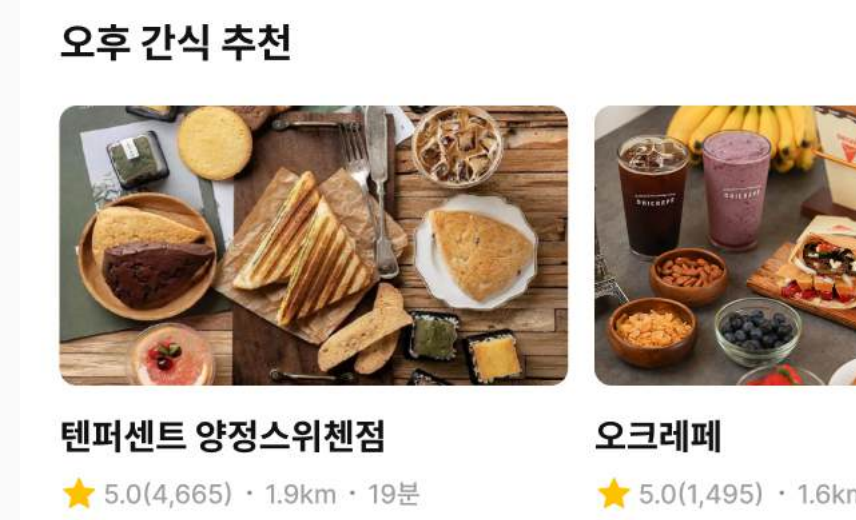 오후 간식 추천
텐퍼센트 양정스위첸점
5.0(4,665) · 1.9km · 19분
오크레페
5.0(1,495) · 1.6km